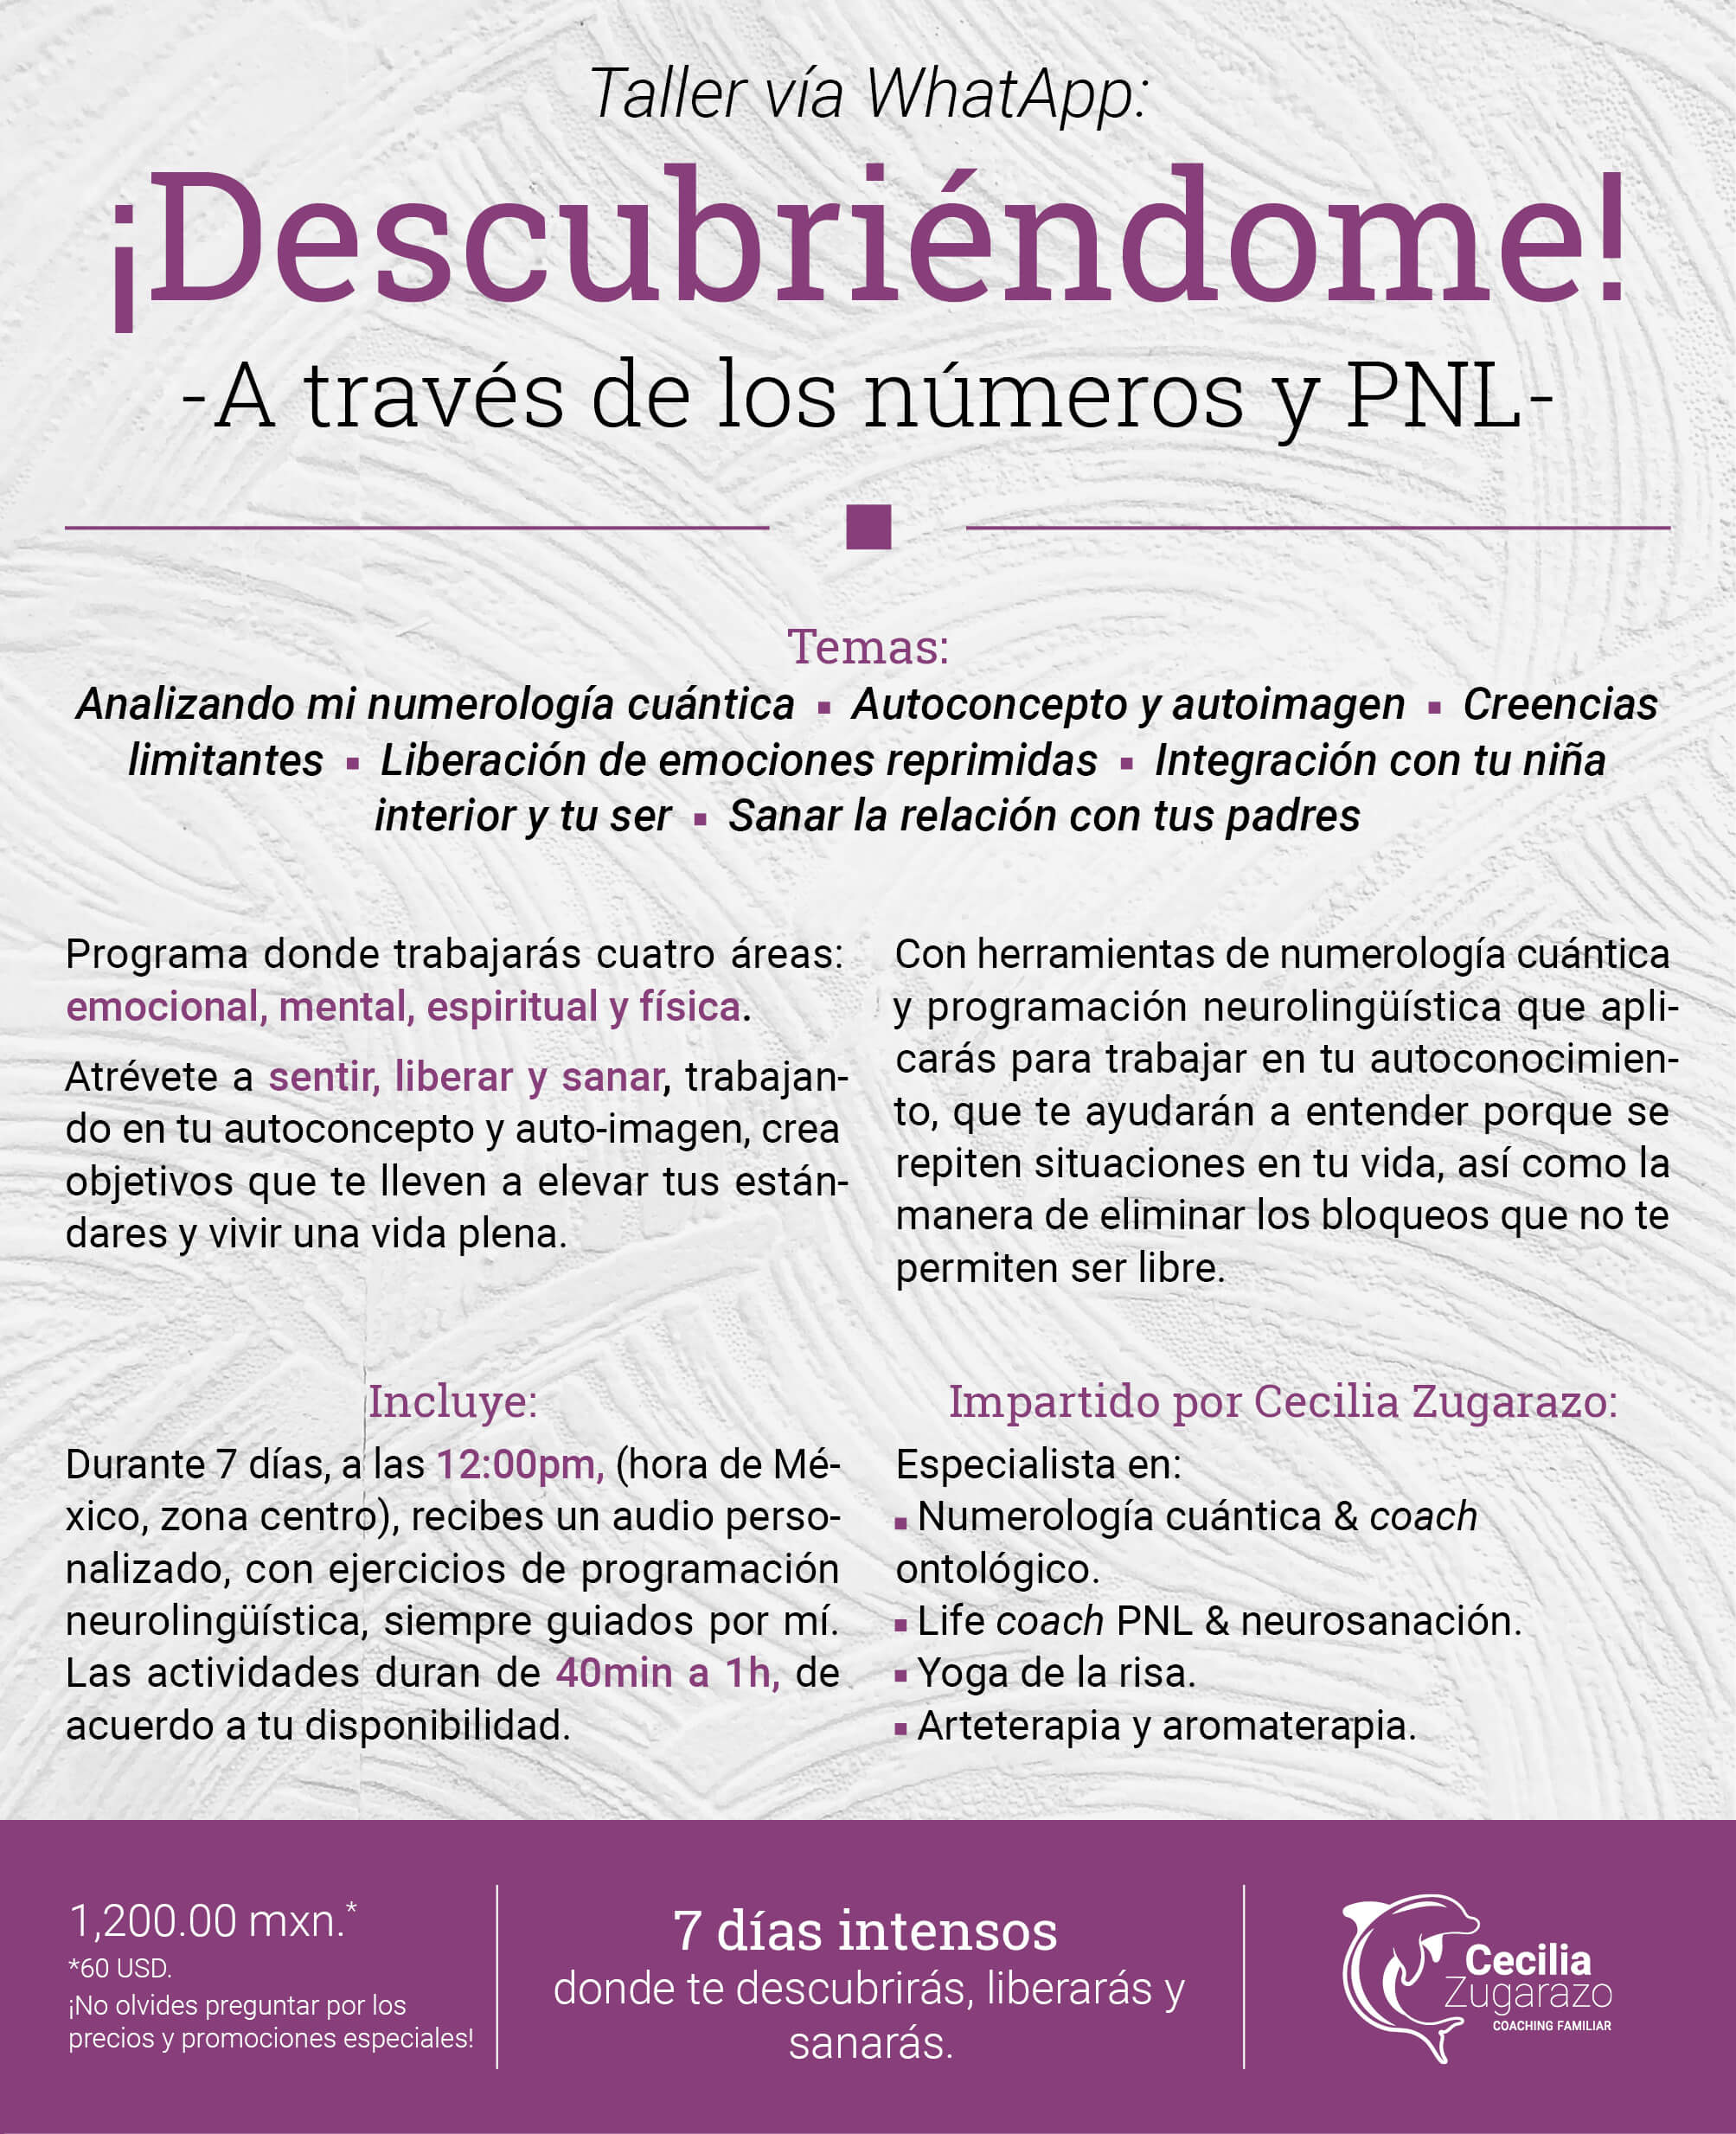 Taller vía WhatApp:
¡Descubriéndome!
-A través de los números y PNL-
Temas:
Analizando mi numerología cuántica ▪ Autoconcepto y autoimagen ▪ Creencias
limitantes ▪ Liberación de emociones reprimidas ▪ Integración con tu niña
interior y tu ser ▪ Sanar la relación con tus padres
Programa donde trabajarás cuatro áreas:
emocional, mental, espiritual y física.
Atrévete a sentir, liberar y sanar, trabajan-
do en tu autoconcepto y auto-imagen, crea
objetivos que te lleven a elevar tus están-
dares y vivir una vida plena.
Con herramientas de numerología cuántica
y programación neurolingüística que apli-
carás para trabajar en tu autoconocimien-
to, que te ayudarán a entender porque se
repiten situaciones en tu vida, así como la
manera de eliminar los bloqueos que no te
permiten ser libre.
Incluye:
Durante 7 días, a las 12:00pm, (hora de Mé-
xico, zona centro), recibes un audio perso-
nalizado, con ejercicios de programación
neurolingüística, siempre guiados por mí.
Las actividades duran de 40min a 1h, de
acuerdo a tu disponibilidad.
Impartido por Cecilia Zugarazo:
Especialista en:
▪ Numerología cuántica & coach
ontológico.
▪ Life coach PNL & neurosanación.
▪ Yoga de la risa.
▪ Arteterapia y aromaterapia.
1,200.00 mxn.*
*60 USD.
¡No olvides preguntar por los
precios y promociones especiales!
7 días intensos
donde te descubrirás, liberarás y
sanarás.
Cecilia
Zugarazo
COACHING FAMILIAR